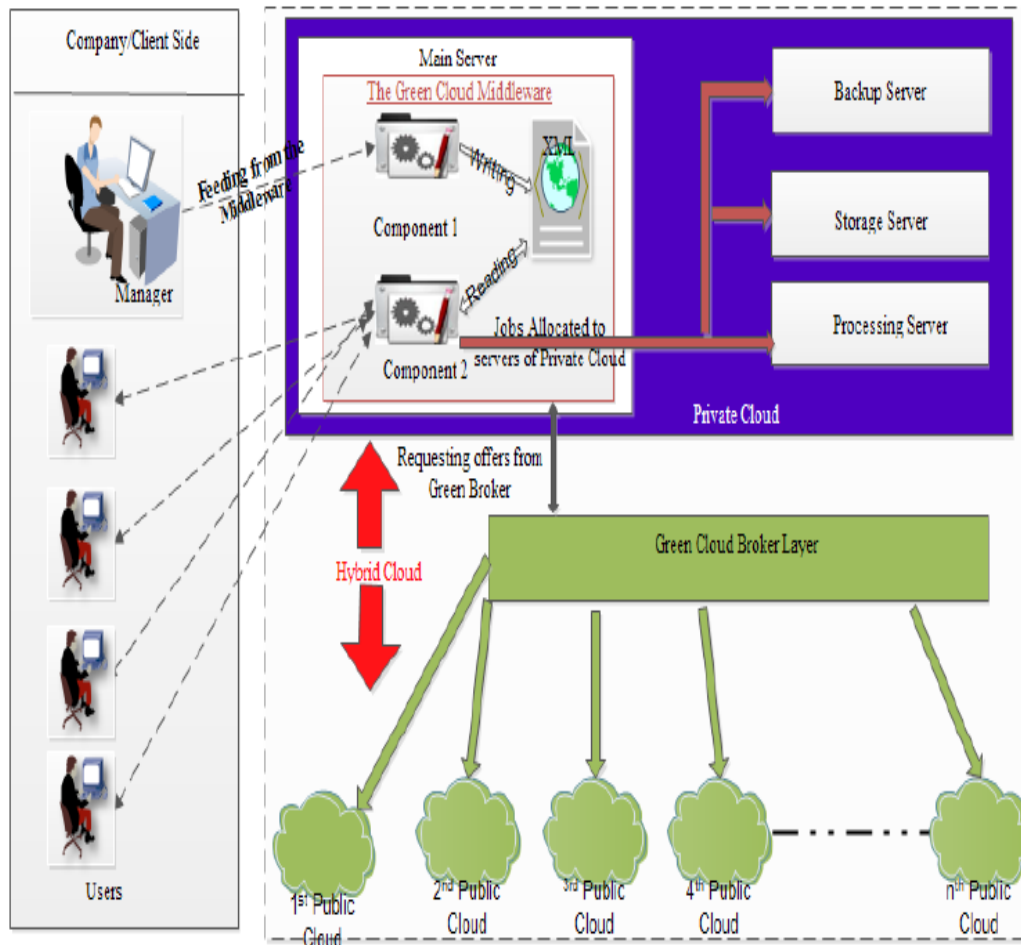 Company/Client Side
Manager
Users
Feeding from the
Middleware
Main Server
The Green Cloud Middleware
Component 1
Writing
XML
Reading
Component 2
Jobs Allocated to
servers of Private Cloud
Backup Server
Storage Server
Processing Server
Private Cloud
Requesting offers from
Green Broker
Hybrid Cloud
Green Cloud Broker Layer
1st Public
Cloud
2nd Public
Cloud
3rd Public
Cloud
4th Public
Cloud
nth Public
Cloud